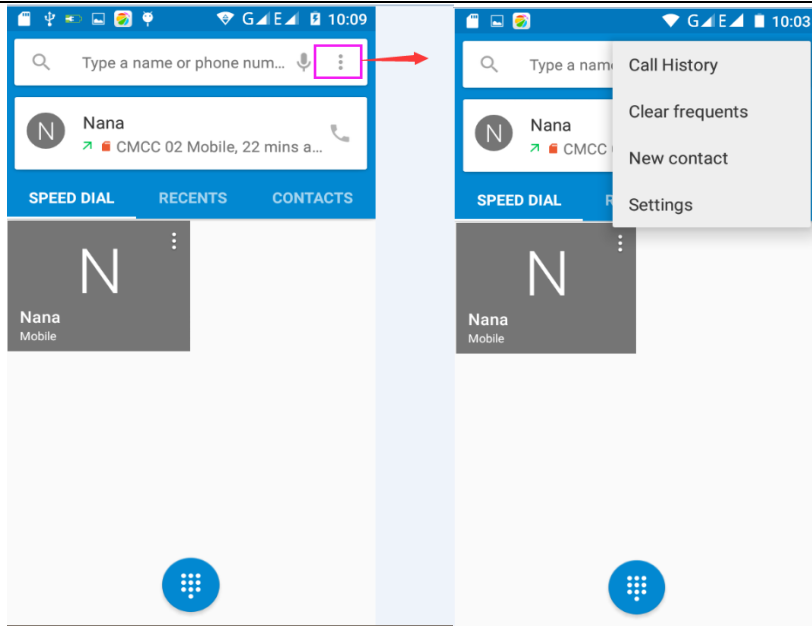 G E 10:09
Type a name or phone num...
N
Nana
CMCC 02 Mobile, 22 mins a...
SPEED DIAL RECENTS CONTACTS
N
Nana
Mobile
G E 10:03
Type a nam
Call History
Clear frequents
New contact
Settings
N
Nana
CMCC
SPEED DIAL R
N
Nana
Mobile